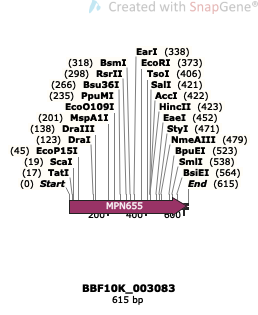 Created with SnapGene®
EarI (338)
(318) BsmI EcoRI (373)
(298) RsrII TsoI (406)
(266) Bsu36I SalI (421)
(235) PpuMI AccI (422)
EcoO109I HincII (423)
(201) MspA1I EaeI (452)
(138) DraIII StyI (471)
(123) DraI NmeAIII (479)
(45) EcoP15I BpuEI (523)
(19) ScaI SmlI (538)
(17) TatI BsiEI (564)
(0) Start End (615)
MPN655
200 400 600
BBF10K_003083
615 bp